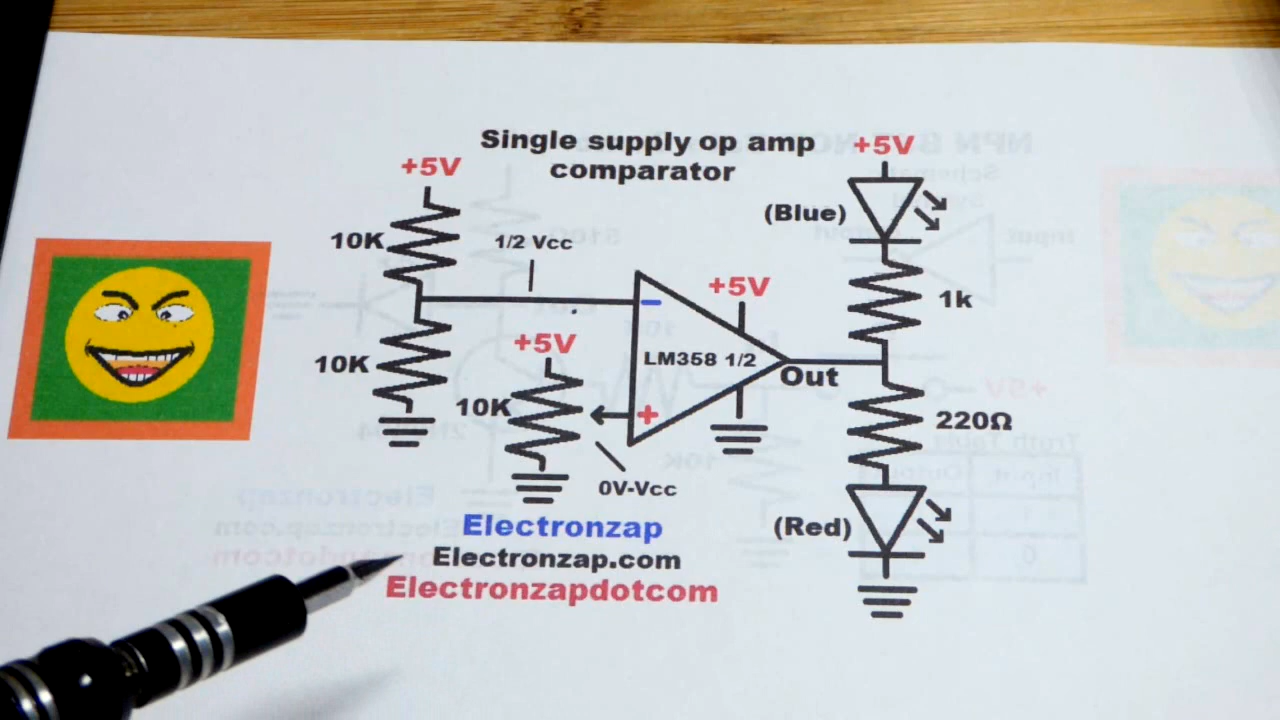 Single supply op amp
comparator
+5V
+5V
(Blue)
10K
1/2 Vcc
+5V
1k
+5V
−
LM358 1/2
Out
10K
10K
+
220Ω
0V-Vcc
(Red)
Electronzap
Electronzap.com
Electronzapdotcom